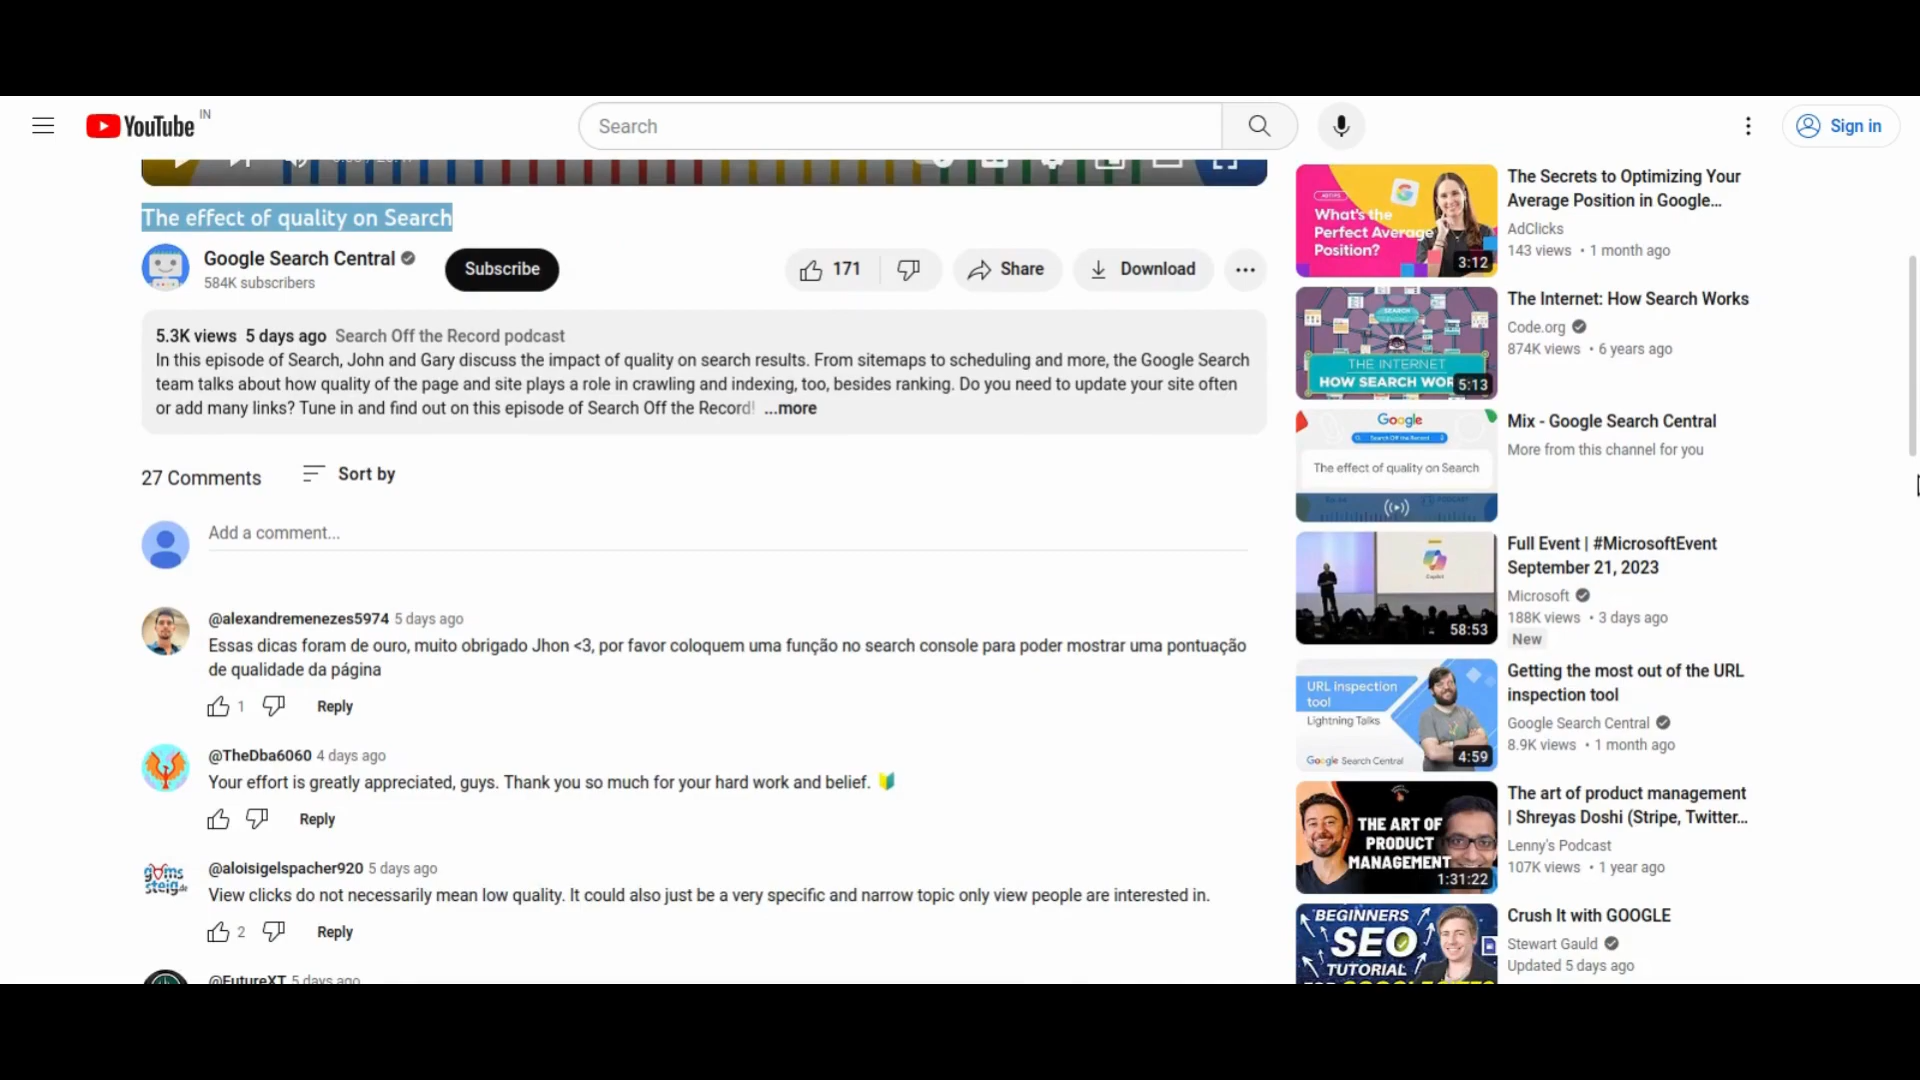 YouTube IN
Search
Sign in
The effect of quality on Search
Google Search Central
584K subscribers
Subscribe
171
Share
Download
5.3K views 5 days ago Search Off the Record podcast
In this episode of Search, John and Gary discuss the impact of quality on search results. From sitemaps to scheduling and more, the Google Search
team talks about how quality of the page and site plays a role in crawling and indexing, too, besides ranking. Do you need to update your site often
or add many links? Tune in and find out on this episode of Search Off the Record! ...more
27 Comments
Sort by
Add a comment...
@alexandremenezes5974 5 days ago
Essas dicas foram de ouro, muito obrigado Jhon <3, por favor coloquem uma função no search console para poder mostrar uma pontuação
de qualidade da página
1
Reply
@TheDba6060 4 days ago
Your effort is greatly appreciated, guys. Thank you so much for your hard work and belief. 🔰
Reply
goms
steig.de
@aloisigelspacher920 5 days ago
View clicks do not necessarily mean low quality. It could also just be a very specific and narrow topic only view people are interested in.
2
Reply
@FutureXT 5 days ago
What's the
Perfect Average
Position?
3:12
The Secrets to Optimizing Your
Average Position in Google...
AdClicks
143 views • 1 month ago
SEARCH
THE INTERNET
HOW SEARCH WOR
5:13
The Internet: How Search Works
Code.org
874K views • 6 years ago
Google
Search Off the Record
The effect of quality on Search
Mix - Google Search Central
More from this channel for you
Copilot
58:53
Full Event | #MicrosoftEvent
September 21, 2023
Microsoft
188K views • 3 days ago
New
URL inspection
tool
Lightning Talks
Google Search Central
4:59
Getting the most out of the URL
inspection tool
Google Search Central
8.9K views • 1 month ago
THE ART OF
PRODUCT
MANAGEMENT
1:31:22
The art of product management
| Shreyas Doshi (Stripe, Twitter...
Lenny's Podcast
107K views • 1 year ago
BEGINNERS
SEO
TUTORIAL
Crush It with GOOGLE
Stewart Gauld
Updated 5 days ago